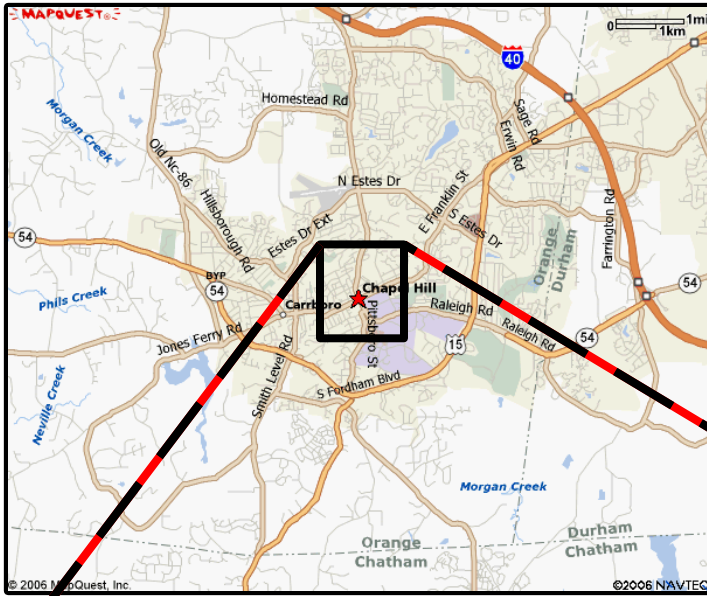 MAPQUEST®
0 1mi
1km
40
Morgan Creek
Homestead Rd
Sage Rd
Erwin Rd
Old Nc-86
N Estes Dr
Hillsborough Rd
E Franklin St
S Estes Dr
Estes Dr Ext
Farrington Rd
Orange
Durham
54
BYP
54
54
Chapel Hill
Phils Creek
Carrboro
Pittsboro St
Raleigh Rd
Raleigh Rd
54
Jones Ferry Rd
15
Smith Level Rd
S Fordham Blvd
Neville Creek
Morgan Creek
Durham
Chatham
Orange
Chatham
© 2006 MapQuest, Inc.
©2006 NAVTEQ